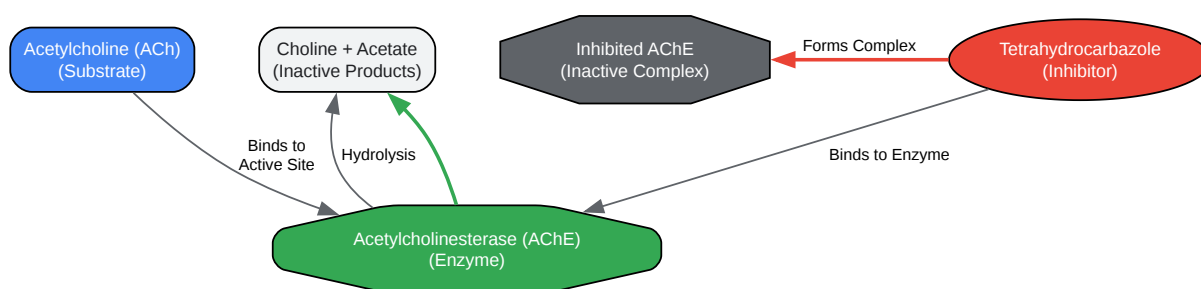 Acetylcholine (ACh)
(Substrate)
Choline + Acetate
(Inactive Products)
Inhibited AChE
(Inactive Complex)
Forms Complex
Tetrahydrocarbazole
(Inhibitor)
Binds to
Active Site
Hydrolysis
Binds to Enzyme
Acetylcholinesterase (AChE)
(Enzyme)